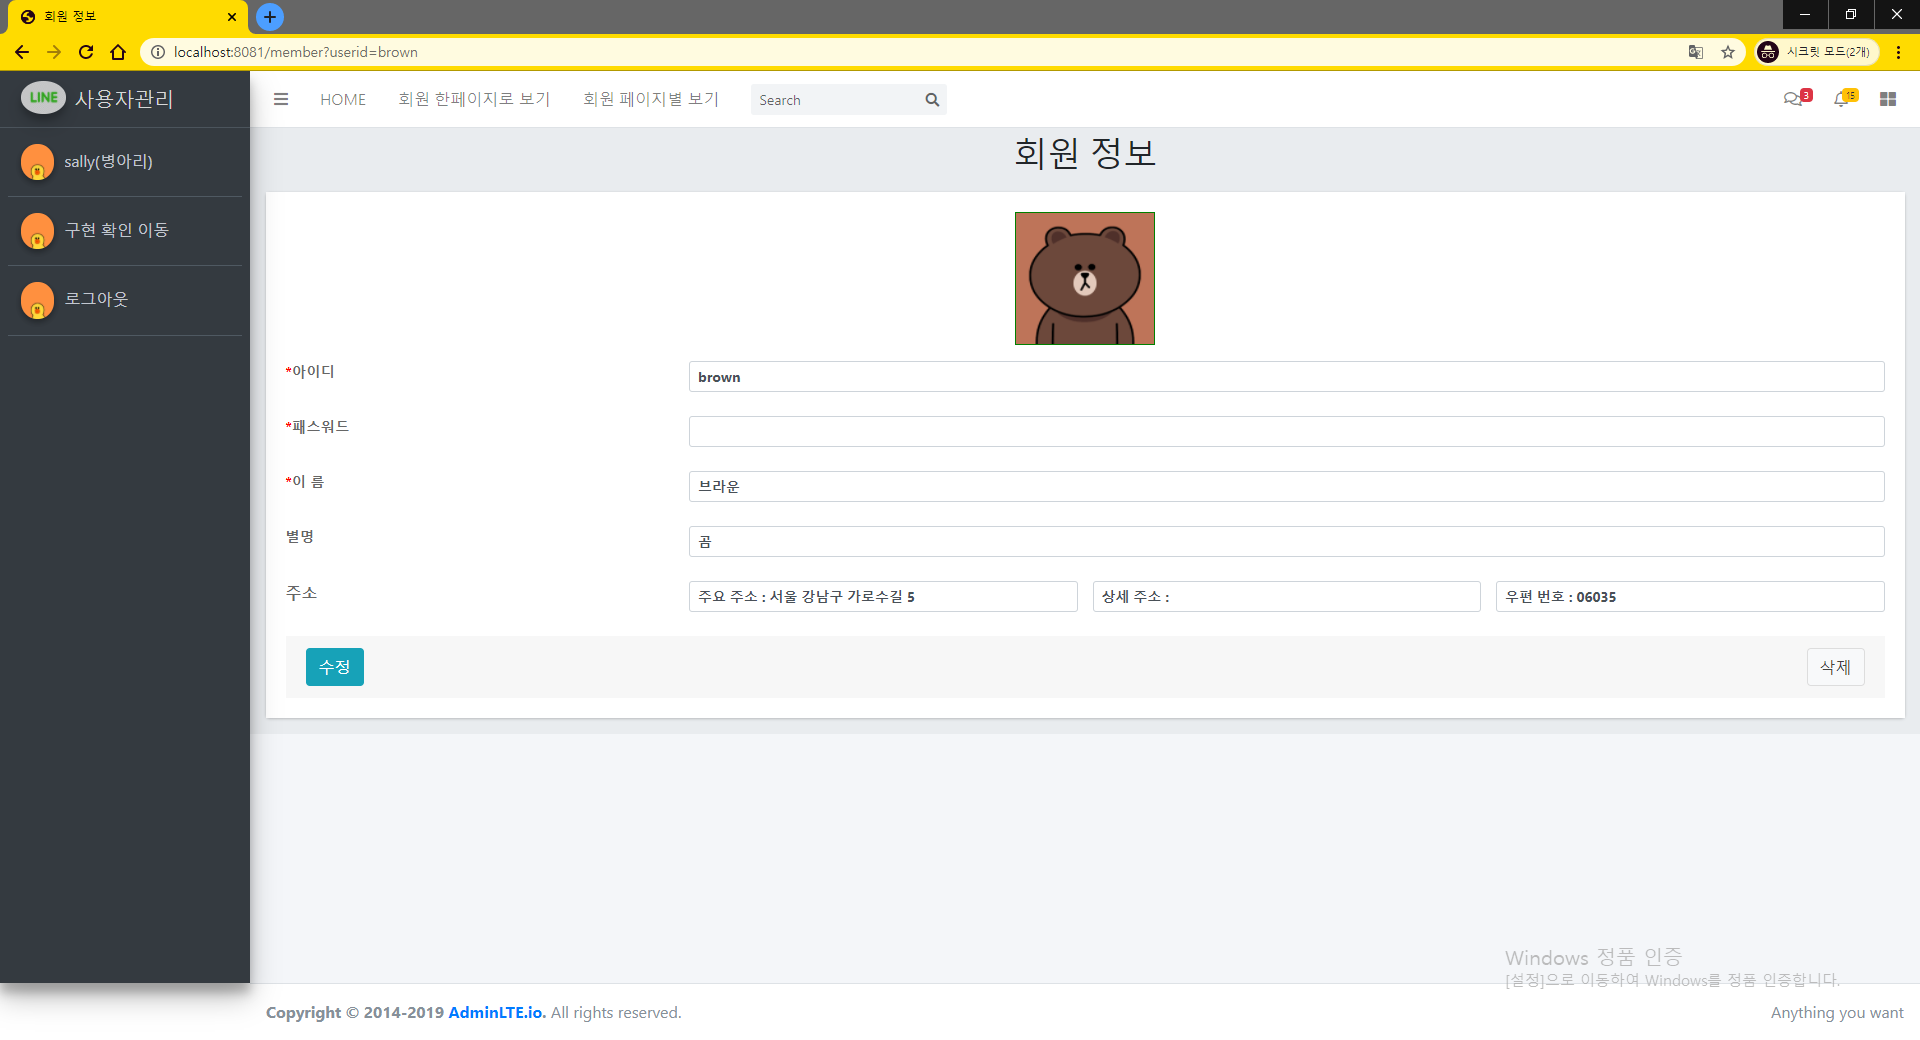 회원 정보
localhost:8081/member?userid=brown
시크릿 모드(2개)
LINE 사용자관리
HOME 회원 한페이지로 보기 회원 페이지별 보기 Search
3
15
sally(병아리)
구현 확인 이동
로그아웃
회원 정보
*아이디 brown
*패스워드
*이 름 브라운
별명 곰
주소 주요 주소 : 서울 강남구 가로수길 5 상세 주소 : 우편 번호 : 06035
수정 삭제
Windows 정품 인증
[설정]으로 이동하여 Windows를 정품 인증합니다.
Copyright © 2014-2019 AdminLTE.io. All rights reserved. Anything you want